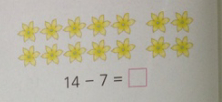 14 - 7 =